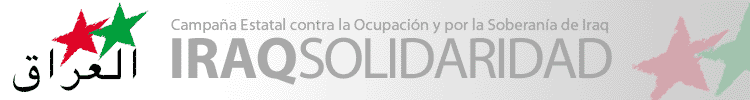 العراق
Campaña Estatal contra la Ocupación y por la Soberanía de Iraq
IRAQSOLIDARIDAD